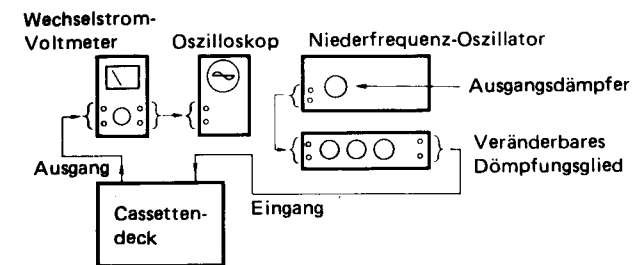 Wechselstrom-
Voltmeter
Oszilloskop
Niederfrequenz-Oszillator
Ausgangsdämpfer
Veränderbares
Dömpfungsglied
Ausgang
Eingang
Cassetten-
deck